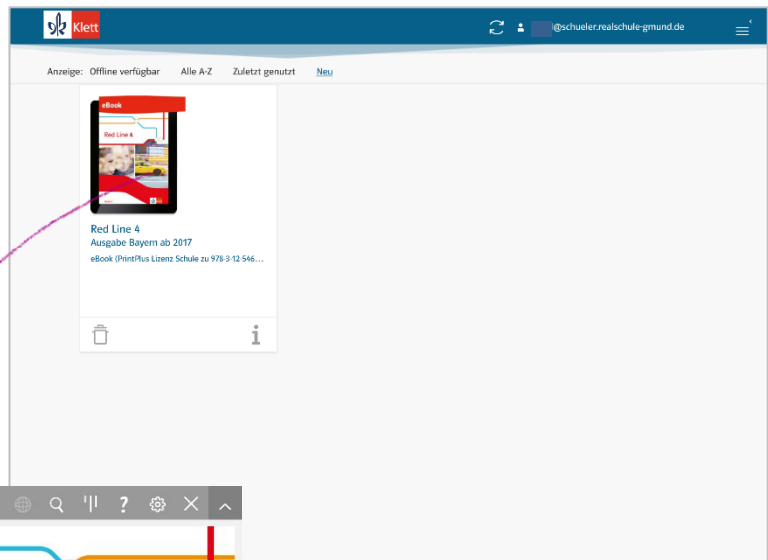 Klett
@schueler.realschule-gmund.de
Anzeige: Offline verfügbar Alle A-Z Zuletzt genutzt Neu
eBook
Red Line 4
Red Line 4
Ausgabe Bayern ab 2017
eBook (PrintPlus Lizenz Schule zu 978-3-12-546...